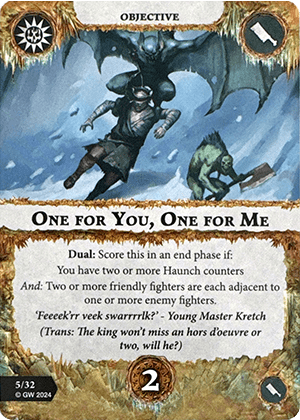 OBJECTIVE
ONE FOR YOU, ONE FOR ME
Dual: Score this in an end phase if:
You have two or more Haunch counters
And: Two or more friendly fighters are each adjacent to
one or more enemy fighters.
'Feeeek'rr veek swarrrlk?' - Young Master Kretch
(Trans: The king won't miss an hors d'oeuvre or
two, will he?)
5/32
© GW 2024
2